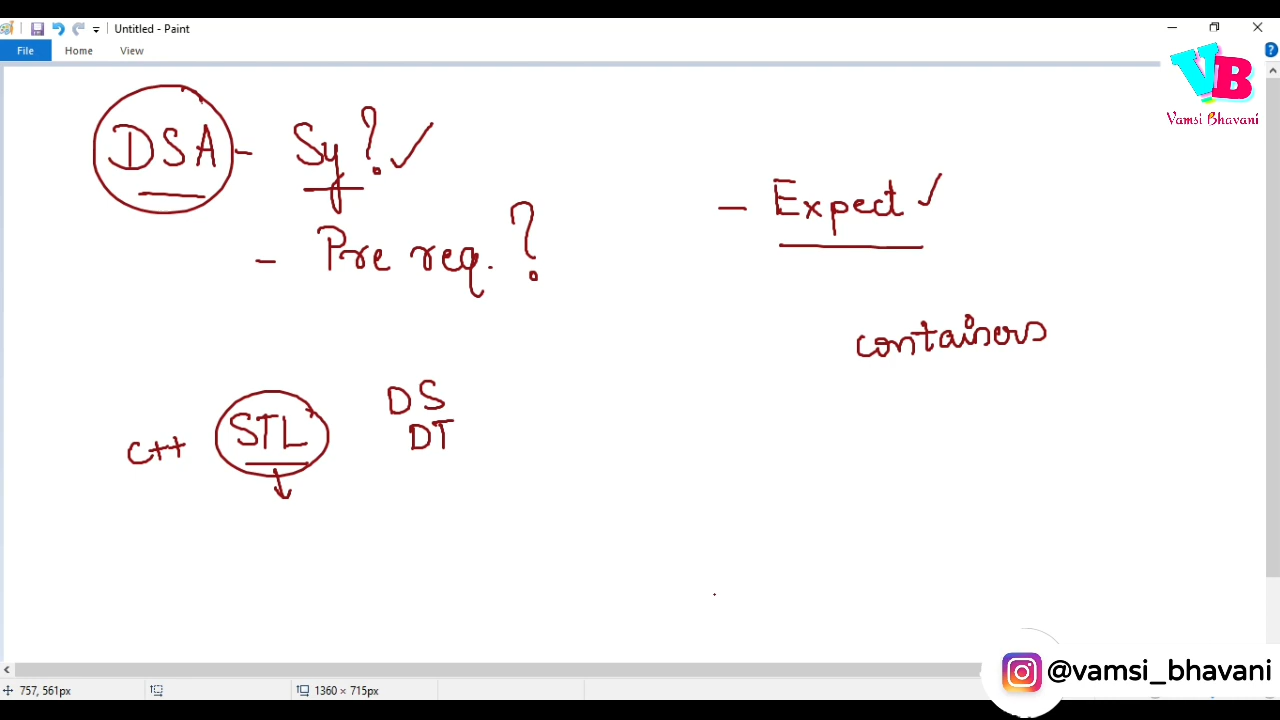 Untitled - Paint
File Home View
VB
Vamsi Bhavani
DSA - Sy? ✓
- Expect ✓
- Pre req. ?
containers
C++ STL DS
DT
@vamsi_bhavani
757, 561px 1360 × 715px